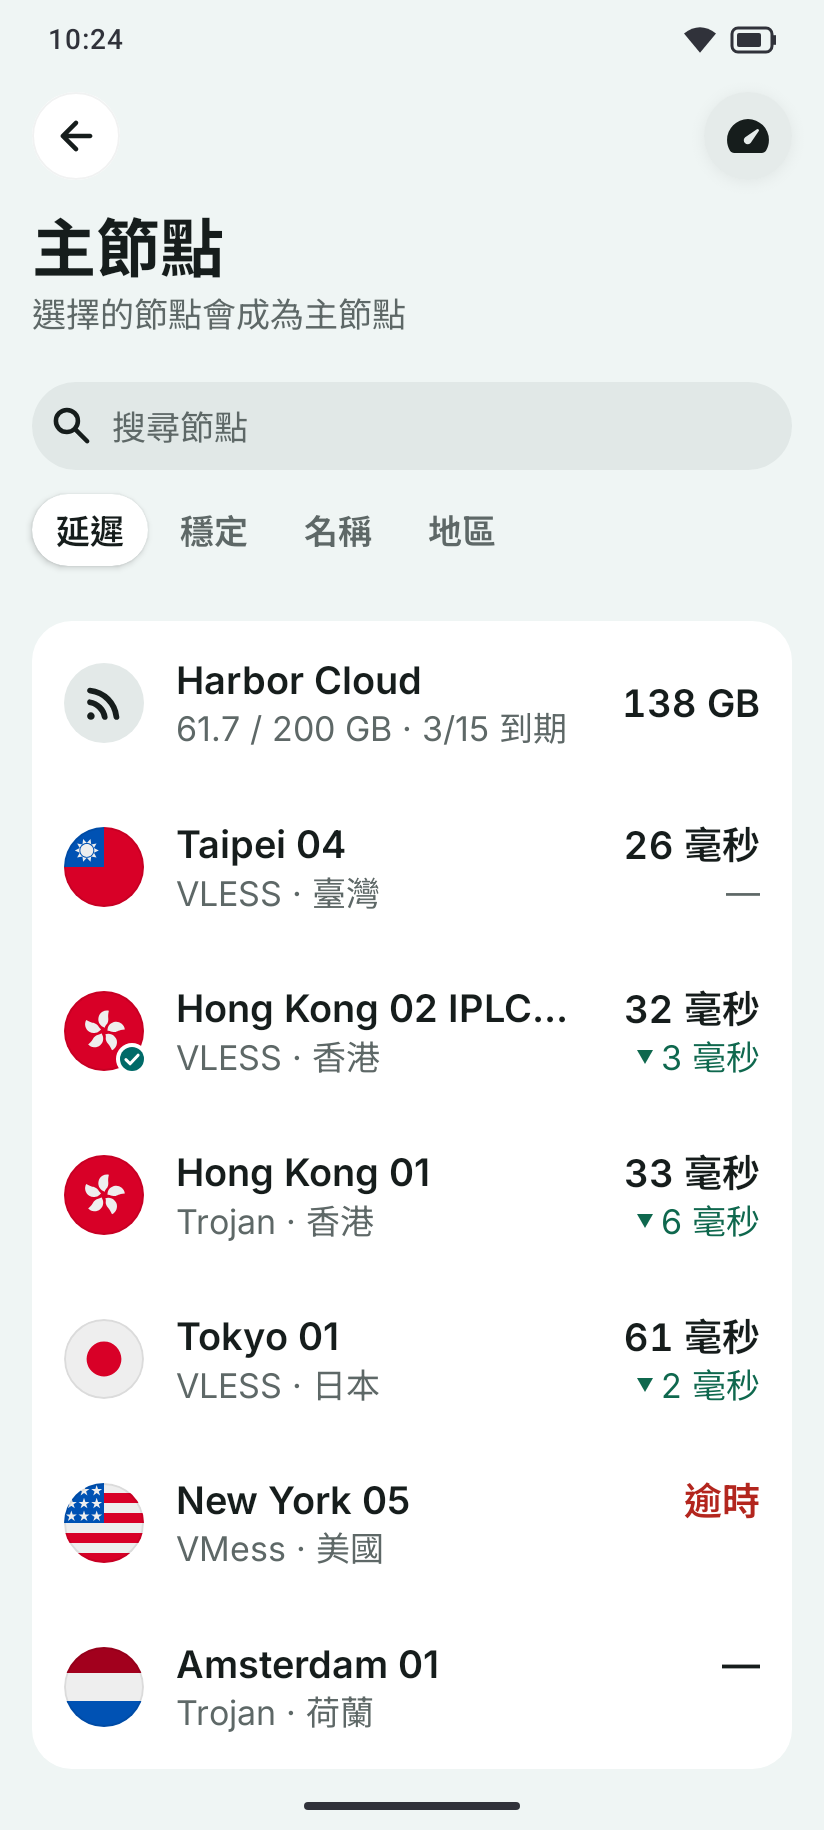 10:24
主節點
選擇的節點會成為主節點
搜尋節點
延遲 穩定 名稱 地區
Harbor Cloud
61.7 / 200 GB · 3/15 到期
138 GB
Taipei 04
VLESS · 臺灣
26 毫秒
—
Hong Kong 02 IPLC...
VLESS · 香港
32 毫秒
▼3 毫秒
Hong Kong 01
Trojan · 香港
33 毫秒
▼6 毫秒
Tokyo 01
VLESS · 日本
61 毫秒
▼2 毫秒
New York 05
VMess · 美國
逾時
Amsterdam 01
Trojan · 荷蘭
—